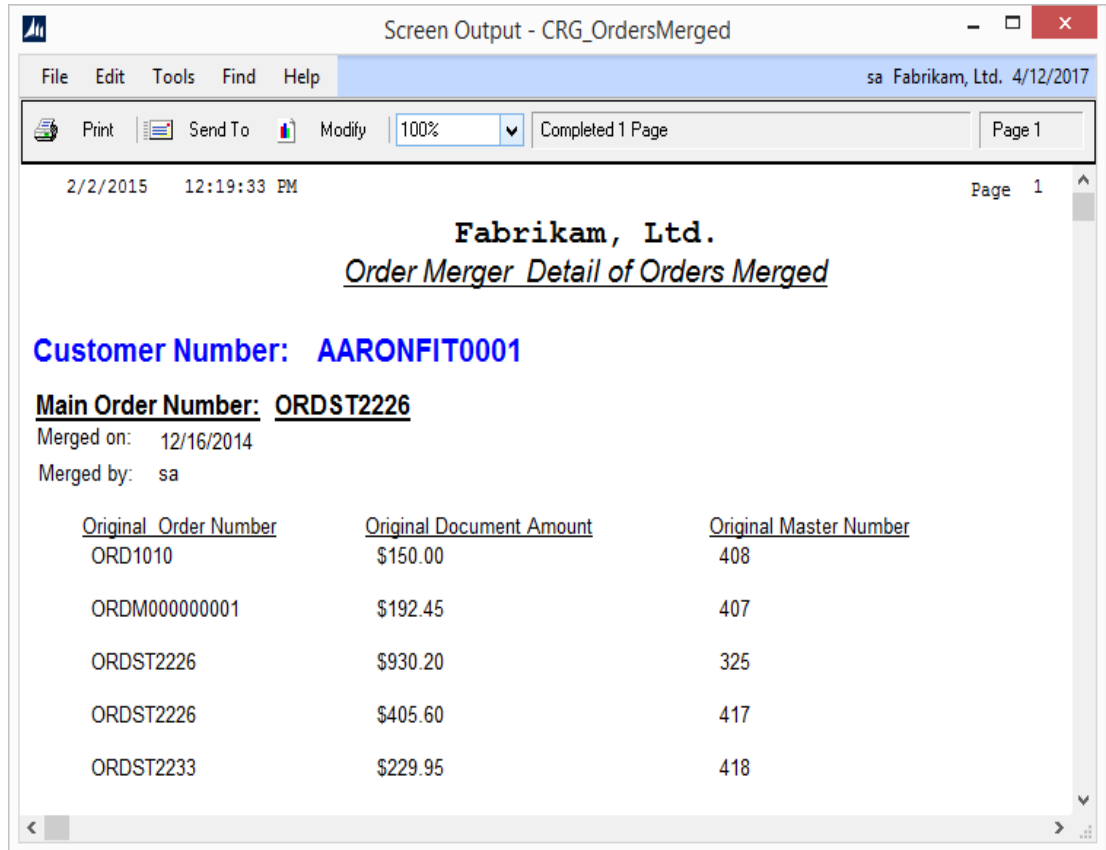 Screen Output - CRG_OrdersMerged
File Edit Tools Find Help sa Fabrikam, Ltd. 4/12/2017
Print Send To Modify 100% Completed 1 Page Page 1
2/2/2015 12:19:33 PM Page 1
Fabrikam, Ltd.
Order Merger Detail of Orders Merged
Customer Number: AARONFIT0001
Main Order Number: ORDST2226
Merged on: 12/16/2014
Merged by: sa
Original Order Number Original Document Amount Original Master Number
ORD1010 $150.00 408
ORDM000000001 $192.45 407
ORDST2226 $930.20 325
ORDST2226 $405.60 417
ORDST2233 $229.95 418